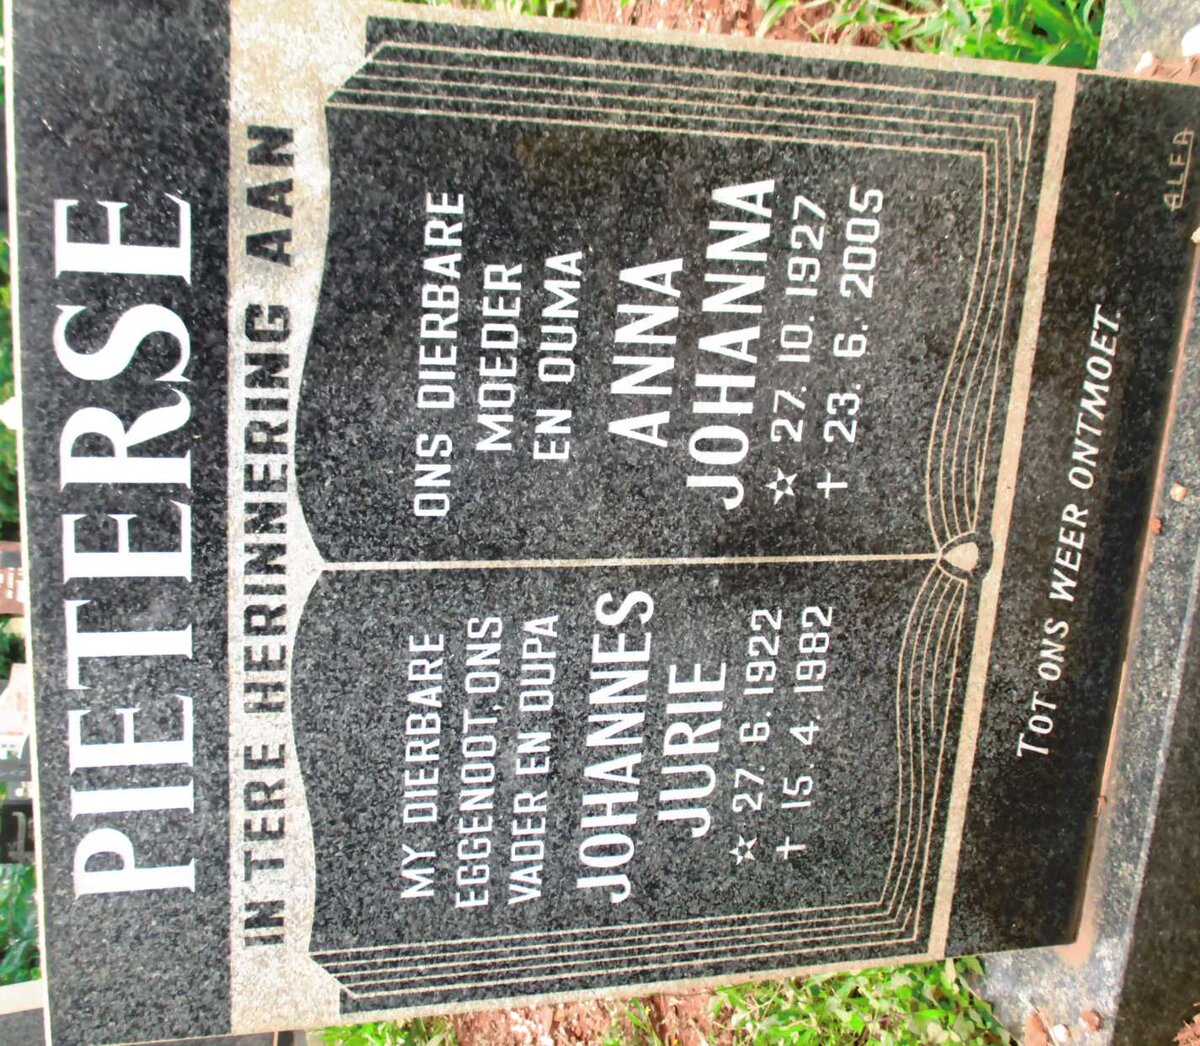 PIETERSE
IN TERE HERINNERING AAN
MY DIERBARE
EGGENOOT, ONS
VADER EN OUPA
JOHANNES
JURIE
☆ 27. 6. 1922
† 15. 4. 1982
ONS DIERBARE
MOEDER
EN OUMA
ANNA
JOHANNA
☆ 27. 10. 1927
† 23. 6. 2005
TOT ONS WEER ONTMOET.
ALFA